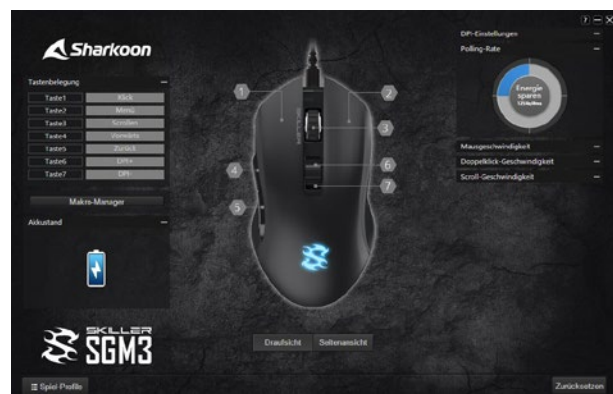 Sharkoon
Tastenbelegung
Taste1 Klick
Taste2 Menü
Taste3 Scrollen
Taste4 Vorwärts
Taste5 Zurück
Taste6 DPI+
Taste7 DPI-
Makro-Manager
Akkustand
SKILLER
SGM3
Spiel-Profile
1
2
3
4
5
6
7
Draufsicht Seitenansicht
DPI-Einstellungen
Polling-Rate
Energie
sparen
Mausgeschwindigkeit
Doppelklick-Geschwindigkeit
Scroll-Geschwindigkeit
Zurücksetzen